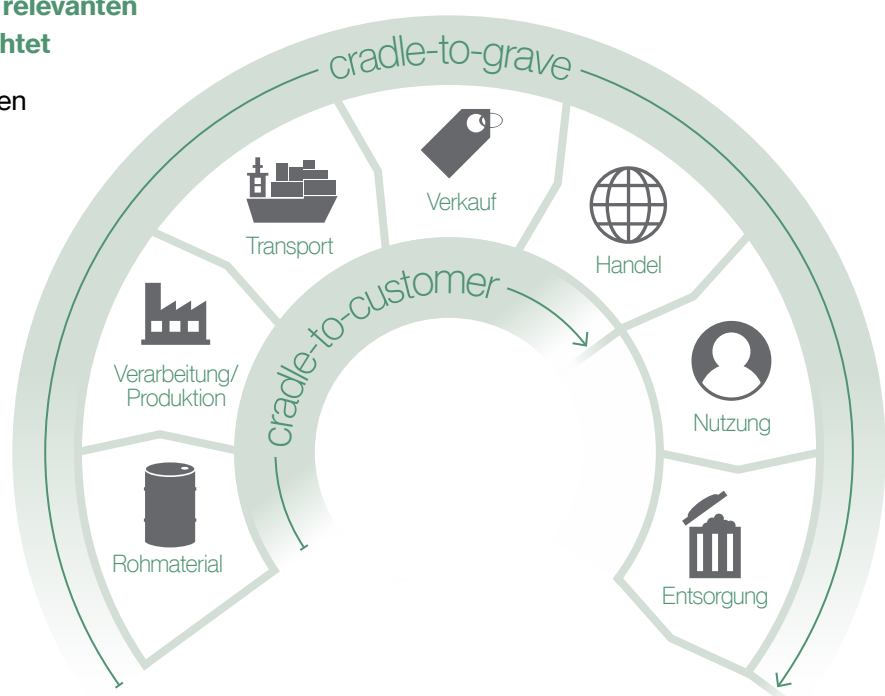 relevanten
htet
en
cradle-to-grave
Verkauf
Transport
Handel
cradle-to-customer
Verarbeitung/
Produktion
Nutzung
Rohmaterial
Entsorgung